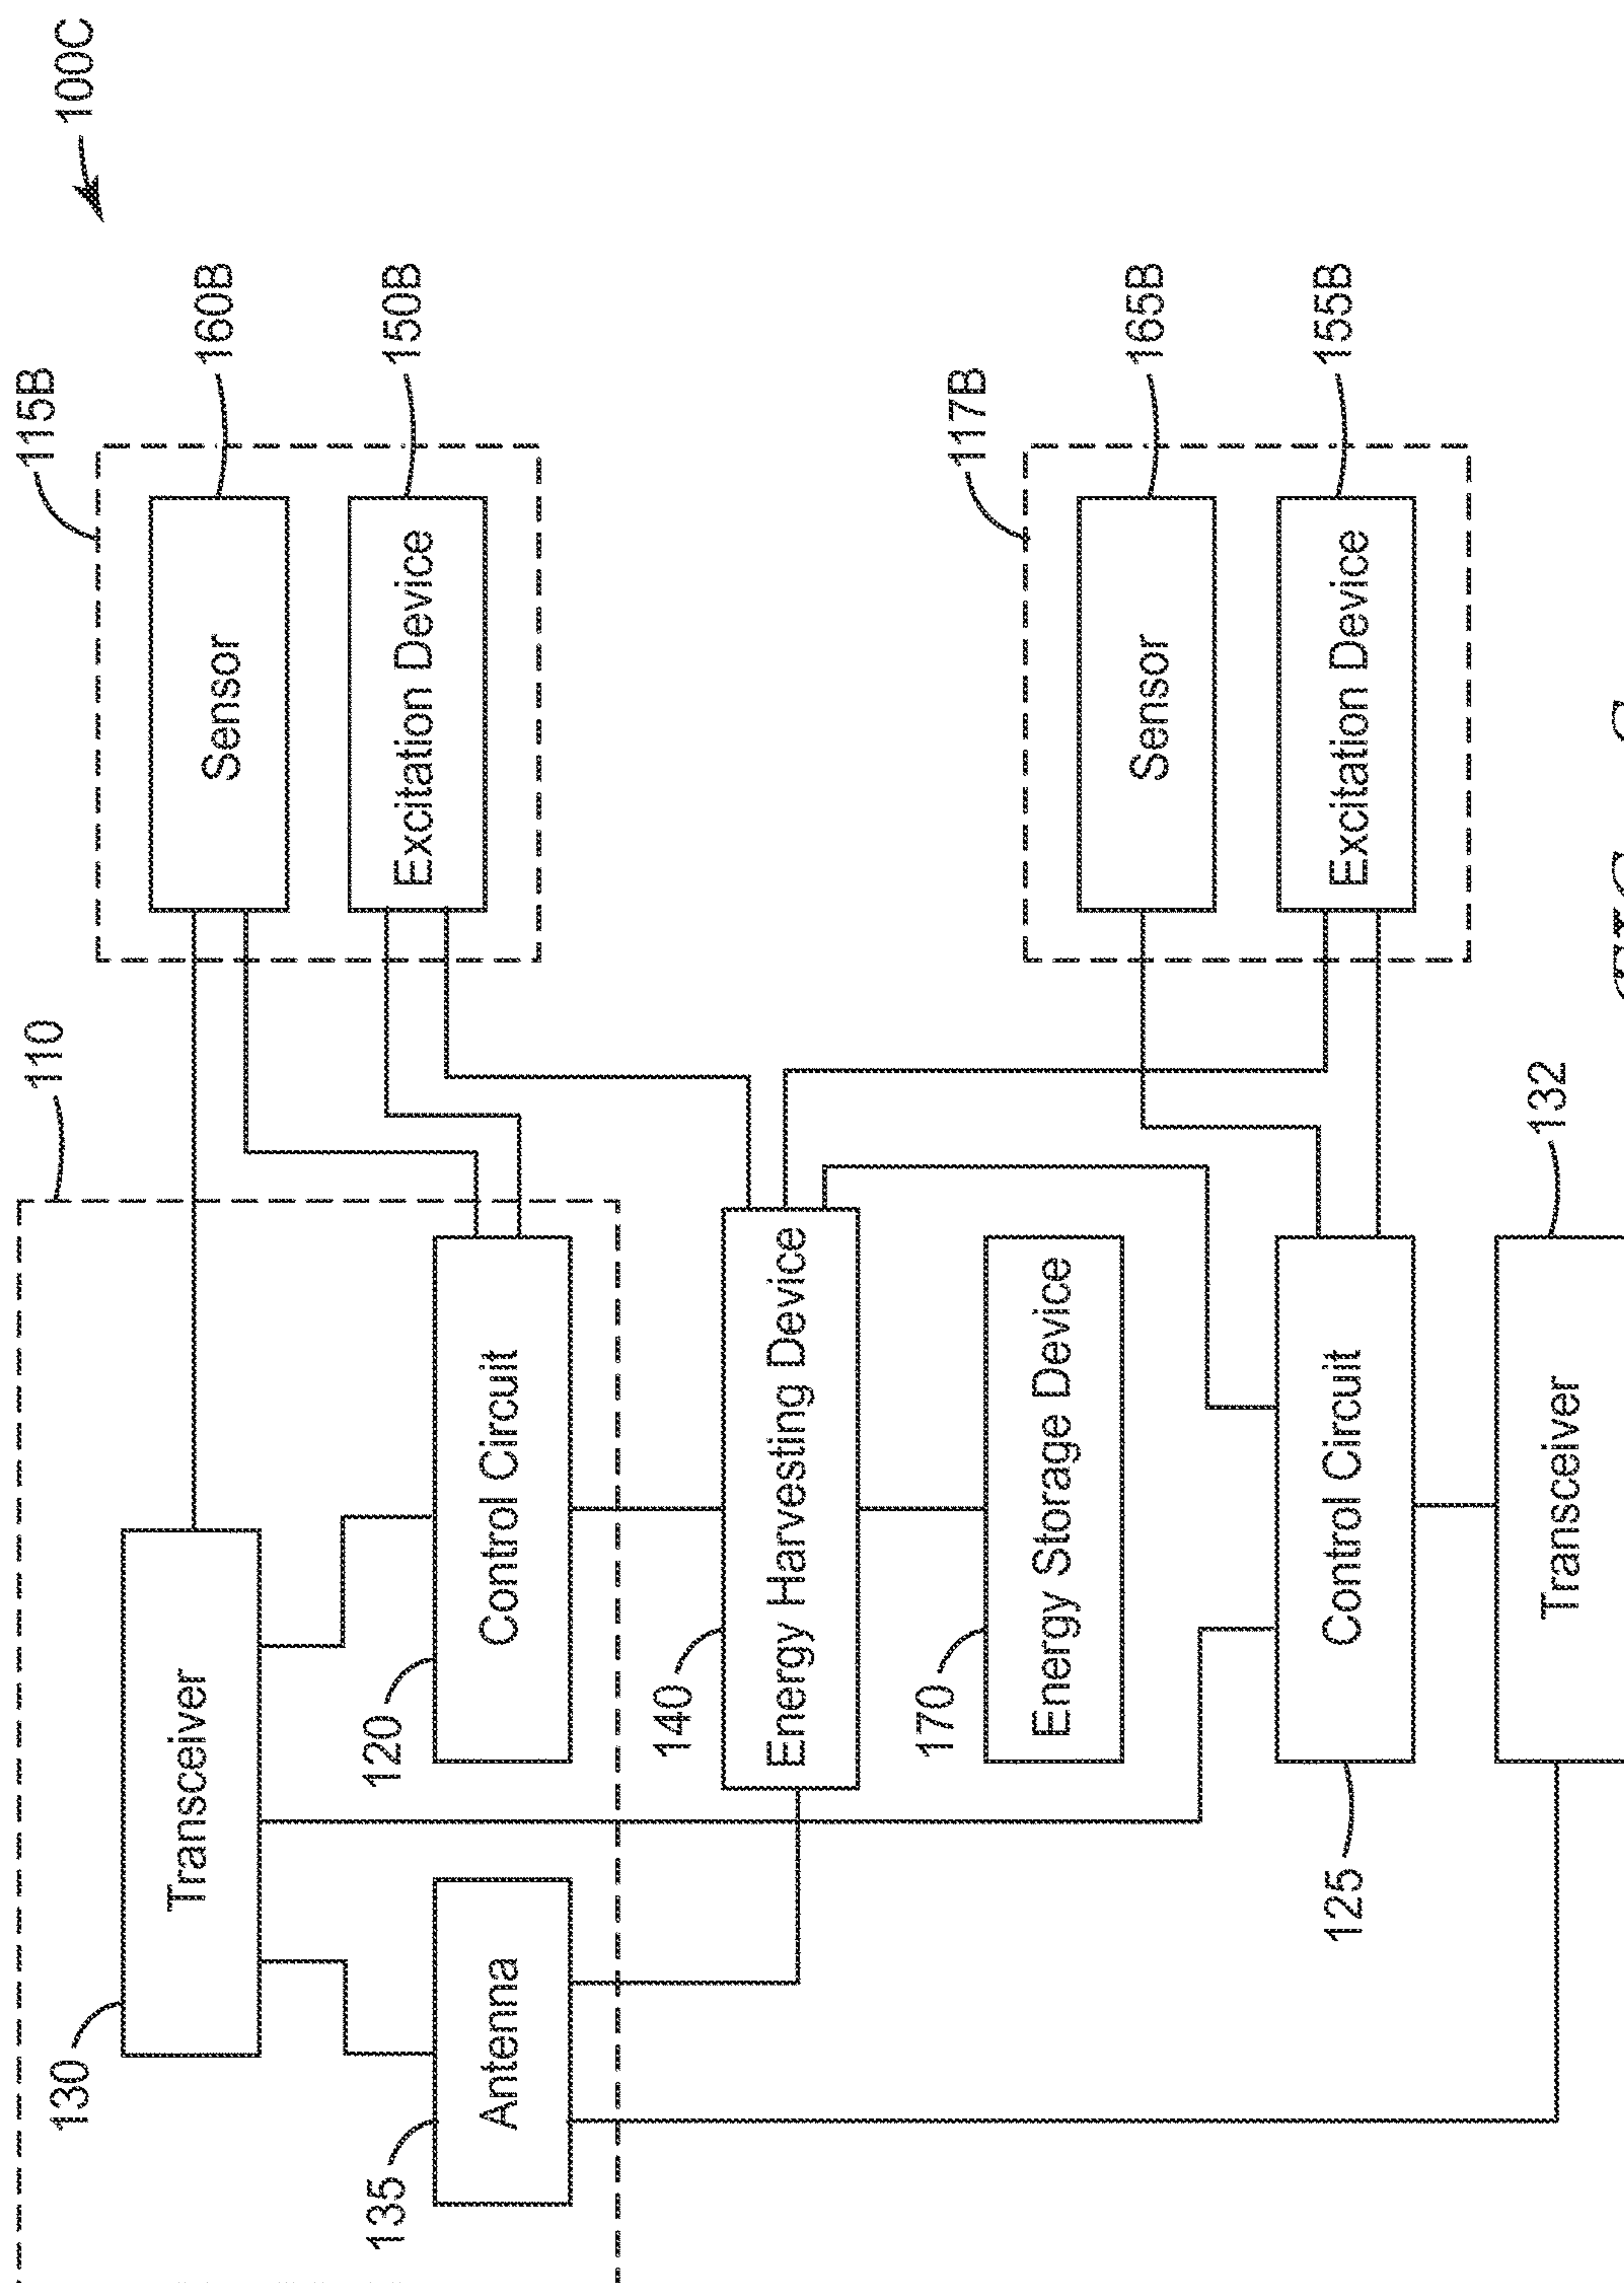 100C
110
130
Transceiver
135
Antenna
120
Control Circuit
115B
Sensor
160B
Excitation Device
150B
140
Energy Harvesting Device
170
Energy Storage Device
117B
Sensor
165B
Excitation Device
155B
125
Control Circuit
132
Transceiver